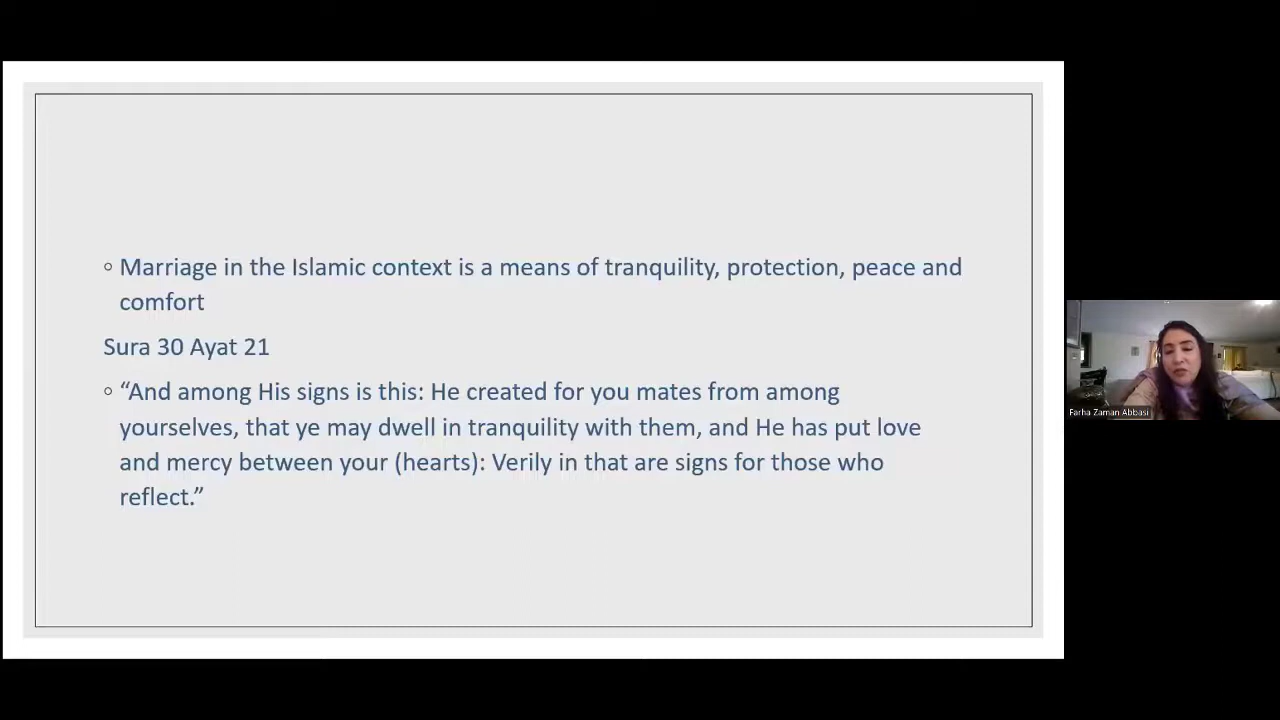 ◦ Marriage in the Islamic context is a means of tranquility, protection, peace and
comfort
Sura 30 Ayat 21
◦ “And among His signs is this: He created for you mates from among
yourselves, that ye may dwell in tranquility with them, and He has put love
and mercy between your (hearts): Verily in that are signs for those who
reflect.”
Farha Zaman Abbasi